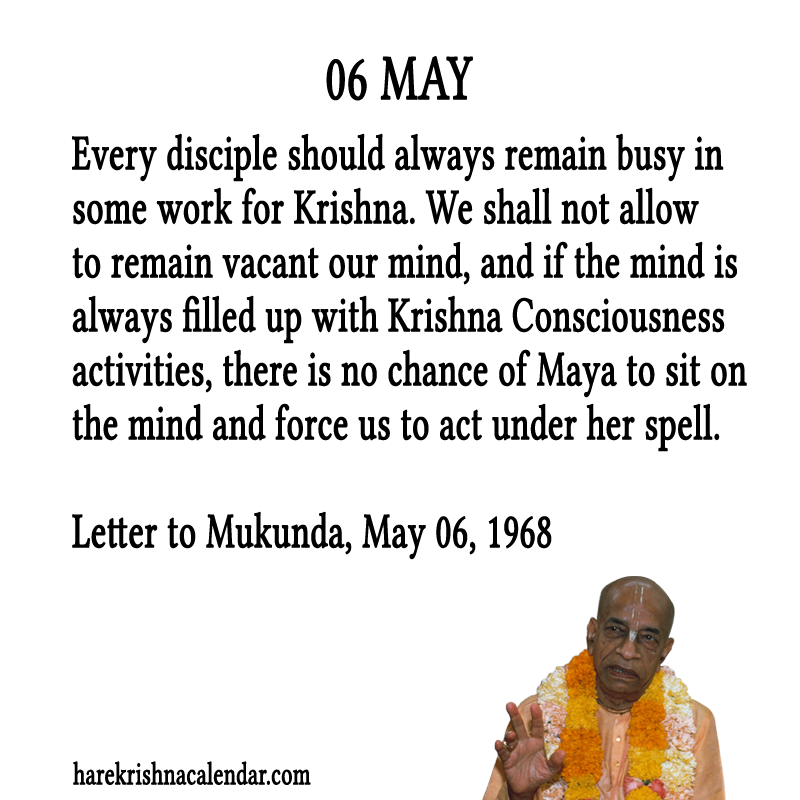 06 MAY
Every disciple should always remain busy in
some work for Krishna. We shall not allow
to remain vacant our mind, and if the mind is
always filled up with Krishna Consciousness
activities, there is no chance of Maya to sit on
the mind and force us to act under her spell.
Letter to Mukunda, May 06, 1968
harekrishnacalendar.com